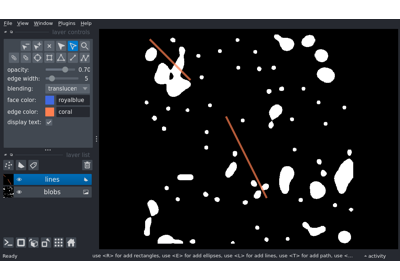 File View Window Plugins Help
layer controls
opacity: 0.70
edge width: 5
blending: translucen
face color: royalblue
edge color: coral
display text:
layer list
lines
blobs
Ready use <R> for add rectangles, use <E> for add ellipses, use <L> for add lines, use <T> for add path, use <... activity